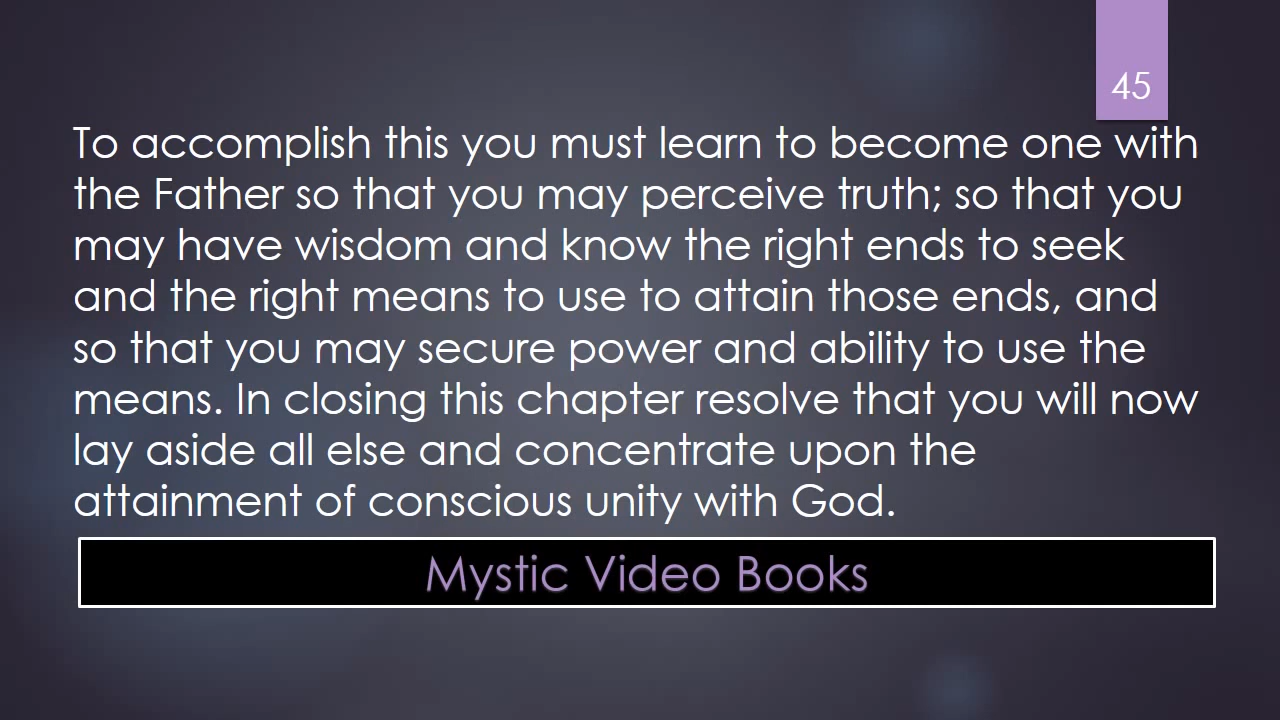 45
To accomplish this you must learn to become one with
the Father so that you may perceive truth; so that you
may have wisdom and know the right ends to seek
and the right means to use to attain those ends, and
so that you may secure power and ability to use the
means. In closing this chapter resolve that you will now
lay aside all else and concentrate upon the
attainment of conscious unity with God.
Mystic Video Books